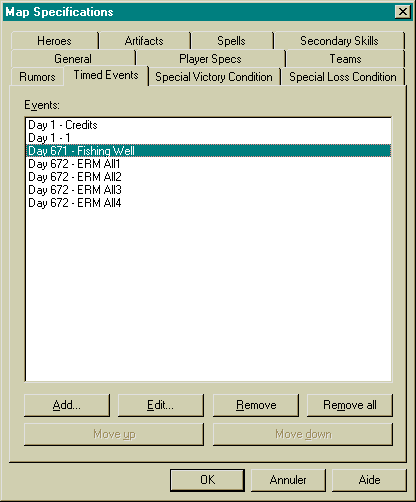 Map Specifications
Heroes Artifacts Spells Secondary Skills
General Player Specs Teams
Rumors Timed Events Special Victory Condition Special Loss Condition
Events:
Day 1 - Credits
Day 1 - 1
Day 671 - Fishing Well
Day 672 - ERM All1
Day 672 - ERM All2
Day 672 - ERM All3
Day 672 - ERM All4
Add... Edit... Remove Remove all
Move up Move down
OK Annuler Aide